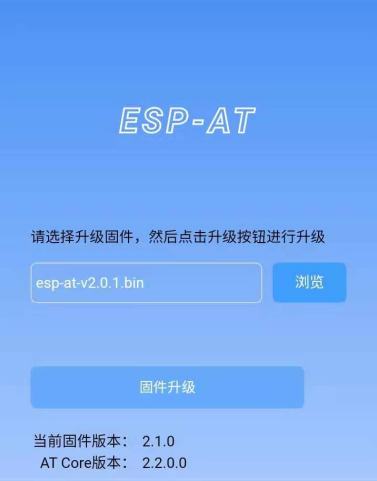 ESP-AT
请选择升级固件，然后点击升级按钮进行升级
esp-at-v2.0.1.bin 浏览
固件升级
当前固件版本： 2.1.0
AT Core版本： 2.2.0.0